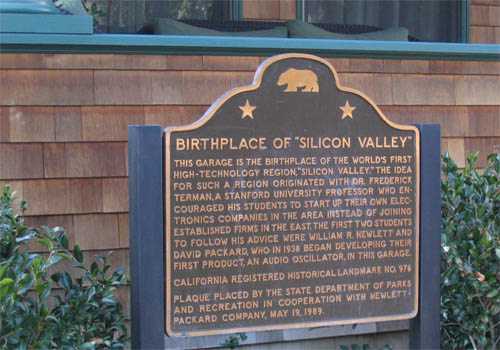 BIRTHPLACE OF "SILICON VALLEY"
THIS GARAGE IS THE BIRTHPLACE OF THE WORLD'S FIRST
HIGH-TECHNOLOGY REGION, "SILICON VALLEY." THE IDEA
FOR SUCH A REGION ORIGINATED WITH DR. FREDERICK
TERMAN, A STANFORD UNIVERSITY PROFESSOR WHO EN-
COURAGED HIS STUDENTS TO START UP THEIR OWN ELEC-
TRONICS COMPANIES IN THE AREA INSTEAD OF JOINING
ESTABLISHED FIRMS IN THE EAST. THE FIRST TWO STUDENTS
TO FOLLOW HIS ADVICE WERE WILLIAM R. HEWLETT AND
DAVID PACKARD, WHO IN 1938 BEGAN DEVELOPING THEIR
FIRST PRODUCT, AN AUDIO OSCILLATOR, IN THIS GARAGE.
CALIFORNIA REGISTERED HISTORICAL LANDMARK NO. 976
PLAQUE PLACED BY THE STATE DEPARTMENT OF PARKS
AND RECREATION IN COOPERATION WITH HEWLETT-
PACKARD COMPANY, MAY 19, 1989.